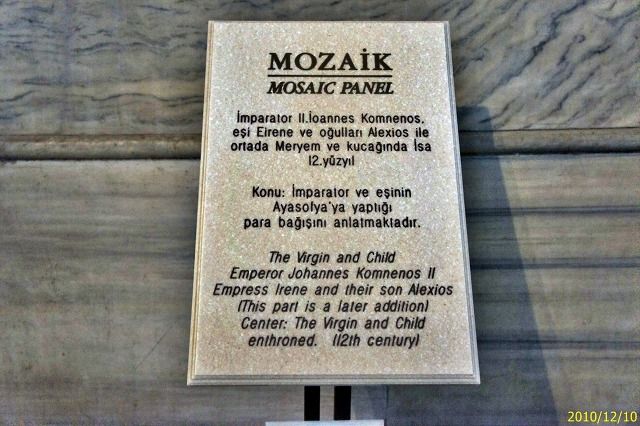 MOZAİK
MOSAIC PANEL
İmparator II.İoannes Komnenos,
eşi Eirene ve oğulları Alexios ile
ortada Meryem ve kucağında İsa
12.yüzyıl
Konu: İmparator ve eşinin
Ayasofya'ya yaptığı
para bağışını anlatmaktadır.
The Virgin and Child
Emperor Johannes Komnenos II
Empress Irene and their son Alexios
(This part is a later addition)
Center: The Virgin and Child
enthroned. (12th century)
2010/12/10